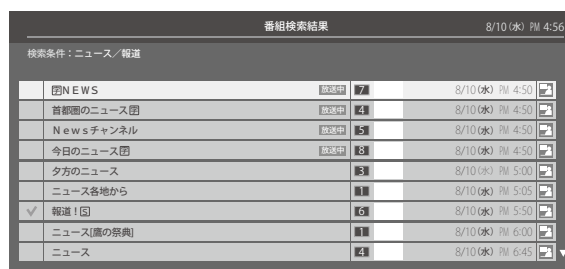 番組検索結果 8/10(水) PM 4:56
検索条件：ニュース／報道
字NEWS 放送中 7 8/10(水) PM 4:50
首都圏のニュース字 放送中 4 8/10(水) PM 4:50
Newsチャンネル 放送中 5 8/10(水) PM 4:50
今日のニュース字 放送中 8 8/10(水) PM 4:50
夕方のニュース 3 8/10(水) PM 5:00
ニュース各地から 1 8/10(水) PM 5:05
報道！S 6 8/10(水) PM 5:50
ニュース[鷹の祭典] 1 8/10(水) PM 6:00
ニュース 4 8/10(水) PM 6:45